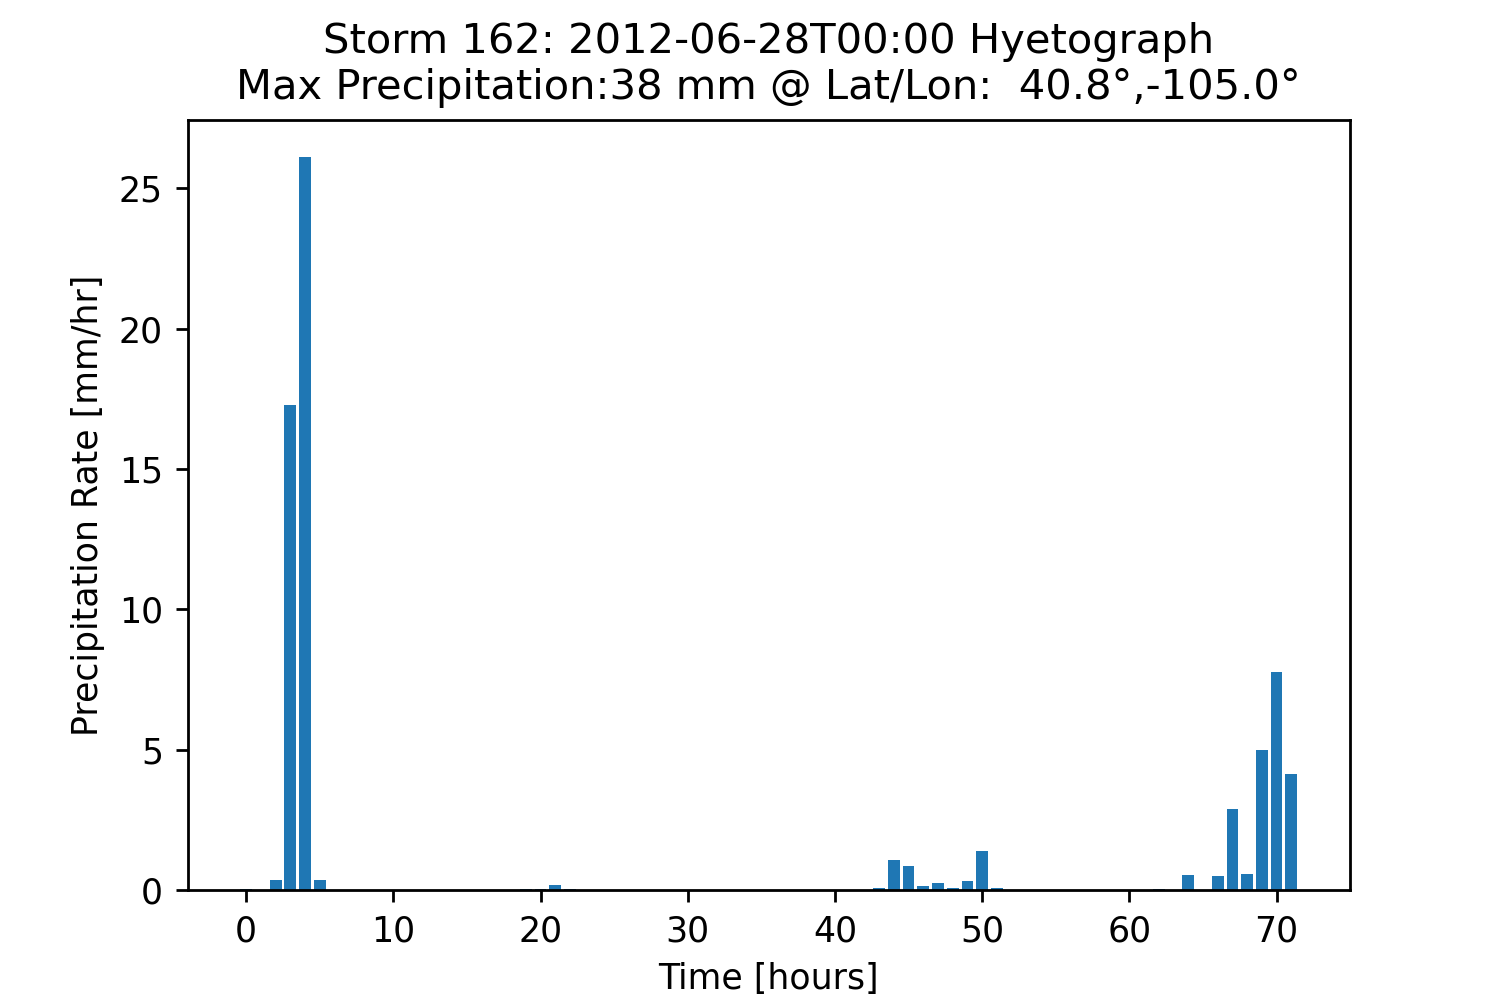 Storm 162: 2012-06-28T00:00 Hyetograph
Max Precipitation:38 mm @ Lat/Lon:  40.8°,-105.0°
Precipitation Rate [mm/hr]
25
20
15
10
5
0
0 10 20 30 40 50 60 70
Time [hours]